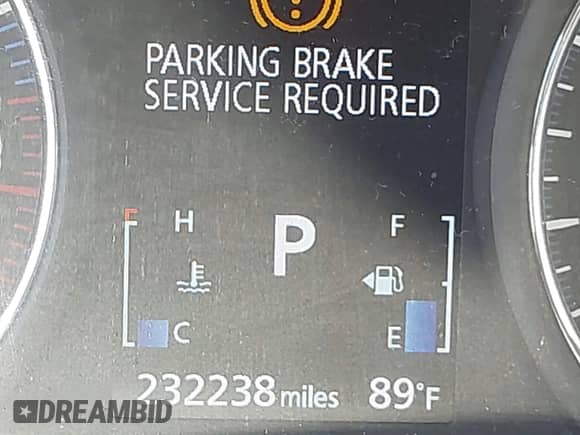 PARKING BRAKE
SERVICE REQUIRED
H
P
F
C
E
232238 miles 89°F
DREAMBID